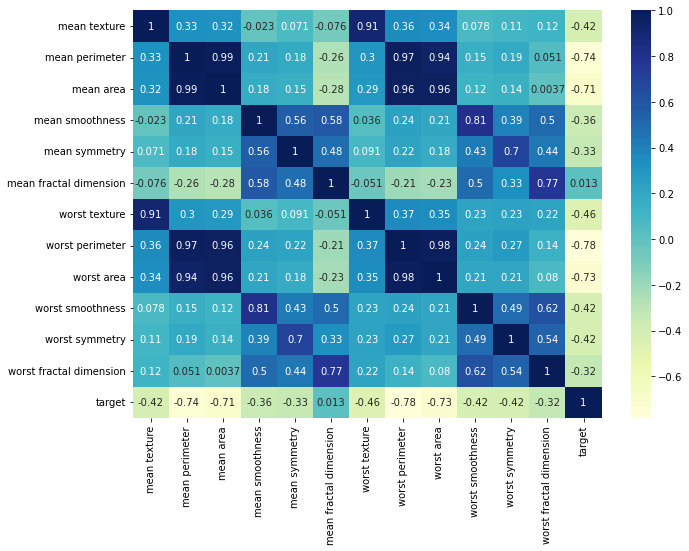 mean texture 1 0.33 0.32 -0.023 0.071 -0.076 0.91 0.36 0.34 0.078 0.11 0.12 -0.42
mean perimeter 0.33 1 0.99 0.21 0.18 -0.26 0.3 0.97 0.94 0.15 0.19 0.051 -0.74
mean area 0.32 0.99 1 0.18 0.15 -0.28 0.29 0.96 0.96 0.12 0.14 0.0037 -0.71
mean smoothness -0.023 0.21 0.18 1 0.56 0.58 0.036 0.24 0.21 0.81 0.39 0.5 -0.36
mean symmetry 0.071 0.18 0.15 0.56 1 0.48 0.091 0.22 0.18 0.43 0.7 0.44 -0.33
mean fractal dimension -0.076 -0.26 -0.28 0.58 0.48 1 -0.051 -0.21 -0.23 0.5 0.33 0.77 0.013
worst texture 0.91 0.3 0.29 0.036 0.091 -0.051 1 0.37 0.35 0.23 0.23 0.22 -0.46
worst perimeter 0.36 0.97 0.96 0.24 0.22 -0.21 0.37 1 0.98 0.24 0.27 0.14 -0.78
worst area 0.34 0.94 0.96 0.21 0.18 -0.23 0.35 0.98 1 0.21 0.21 0.08 -0.73
worst smoothness 0.078 0.15 0.12 0.81 0.43 0.5 0.23 0.24 0.21 1 0.49 0.62 -0.42
worst symmetry 0.11 0.19 0.14 0.39 0.7 0.33 0.23 0.27 0.21 0.49 1 0.54 -0.42
worst fractal dimension 0.12 0.051 0.0037 0.5 0.44 0.77 0.22 0.14 0.08 0.62 0.54 1 -0.32
target -0.42 -0.74 -0.71 -0.36 -0.33 0.013 -0.46 -0.78 -0.73 -0.42 -0.42 -0.32 1
mean texture
mean perimeter
mean area
mean smoothness
mean symmetry
mean fractal dimension
worst texture
worst perimeter
worst area
worst smoothness
worst symmetry
worst fractal dimension
target
1.0
0.8
0.6
0.4
0.2
0.0
−0.2
−0.4
−0.6